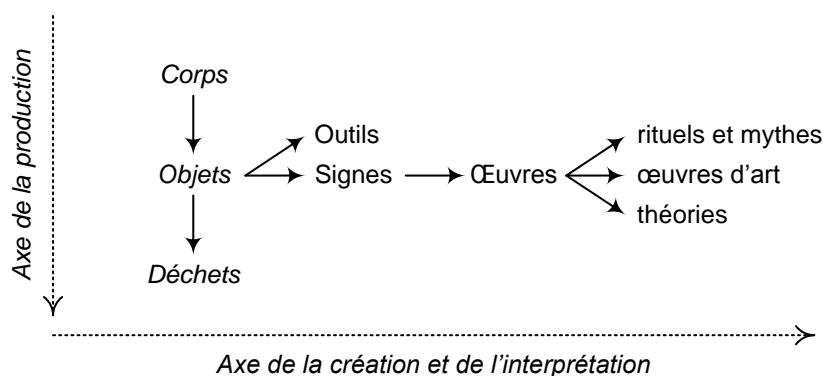 Axe de la production
Corps
Outils
rituels et mythes
Objets
Signes
Œuvres
œuvres d’art
théories
Déchets
Axe de la création et de l’interprétation